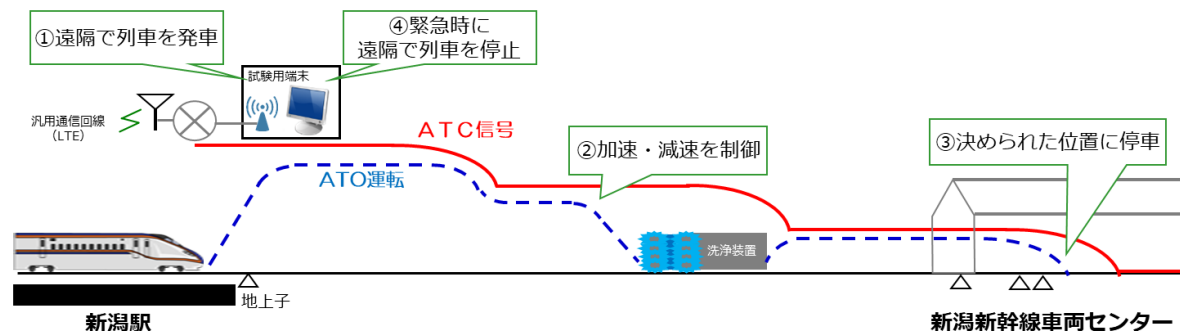 ①遠隔で列車を発車
④緊急時に
遠隔で列車を停止
試験用端末
汎用通信回線
(LTE)
ATC信号
ATO運転
②加速・減速を制御
③決められた位置に停車
洗浄装置
地上子
新潟駅
新潟新幹線車両センター